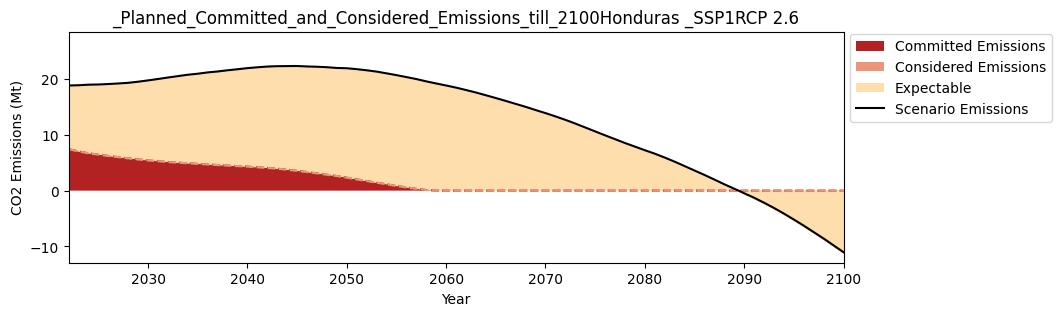 _Planned_Committed_and_Considered_Emissions_till_2100Honduras _SSP1RCP 2.6
CO2 Emissions (Mt)
20
10
0
−10
2030 2040 2050 2060 2070 2080 2090 2100
Year
Committed Emissions
Considered Emissions
Expectable
Scenario Emissions